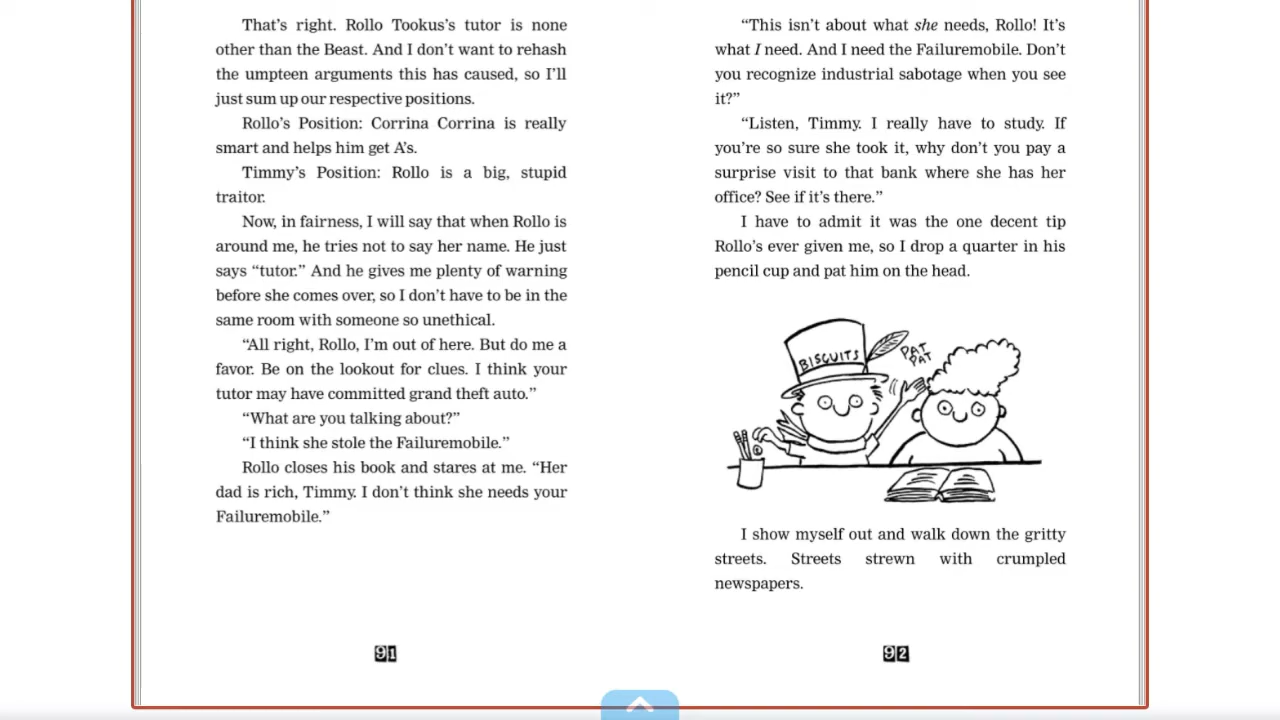 That’s right. Rollo Tookus’s tutor is none
other than the Beast. And I don’t want to rehash
the umpteen arguments this has caused, so I’ll
just sum up our respective positions.
Rollo’s Position: Corrina Corrina is really
smart and helps him get A’s.
Timmy’s Position: Rollo is a big, stupid
traitor.
Now, in fairness, I will say that when Rollo is
around me, he tries not to say her name. He just
says “tutor.” And he gives me plenty of warning
before she comes over, so I don’t have to be in the
same room with someone so unethical.
“All right, Rollo, I’m out of here. But do me a
favor. Be on the lookout for clues. I think your
tutor may have committed grand theft auto.”
“What are you talking about?”
“I think she stole the Failuremobile.”
Rollo closes his book and stares at me. “Her
dad is rich, Timmy. I don’t think she needs your
Failuremobile.”
91
“This isn’t about what she needs, Rollo! It’s
what I need. And I need the Failuremobile. Don’t
you recognize industrial sabotage when you see
it?”
“Listen, Timmy. I really have to study. If
you’re so sure she took it, why don’t you pay a
surprise visit to that bank where she has her
office? See if it’s there.”
I have to admit it was the one decent tip
Rollo’s ever given me, so I drop a quarter in his
pencil cup and pat him on the head.
BISGUITS
PAT
PAT
I show myself out and walk down the gritty
streets. Streets strewn with crumpled
newspapers.
92